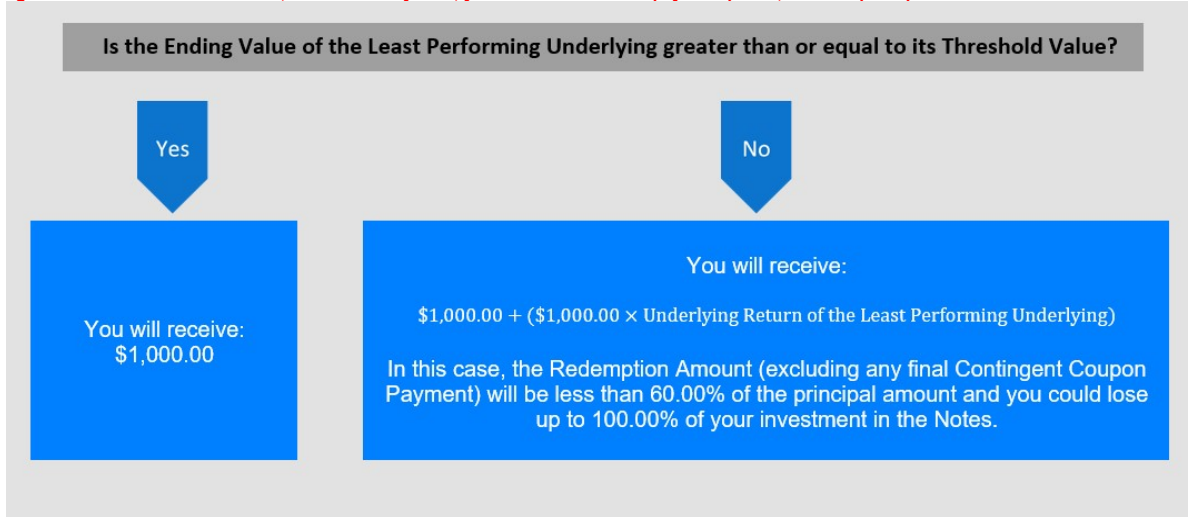 Is the Ending Value of the Least Performing Underlying greater than or equal to its Threshold Value?
Yes
No
You will receive:
$1,000.00
You will receive:
$1,000.00 + ($1,000.00 × Underlying Return of the Least Performing Underlying)
In this case, the Redemption Amount (excluding any final Contingent Coupon
Payment) will be less than 60.00% of the principal amount and you could lose
up to 100.00% of your investment in the Notes.